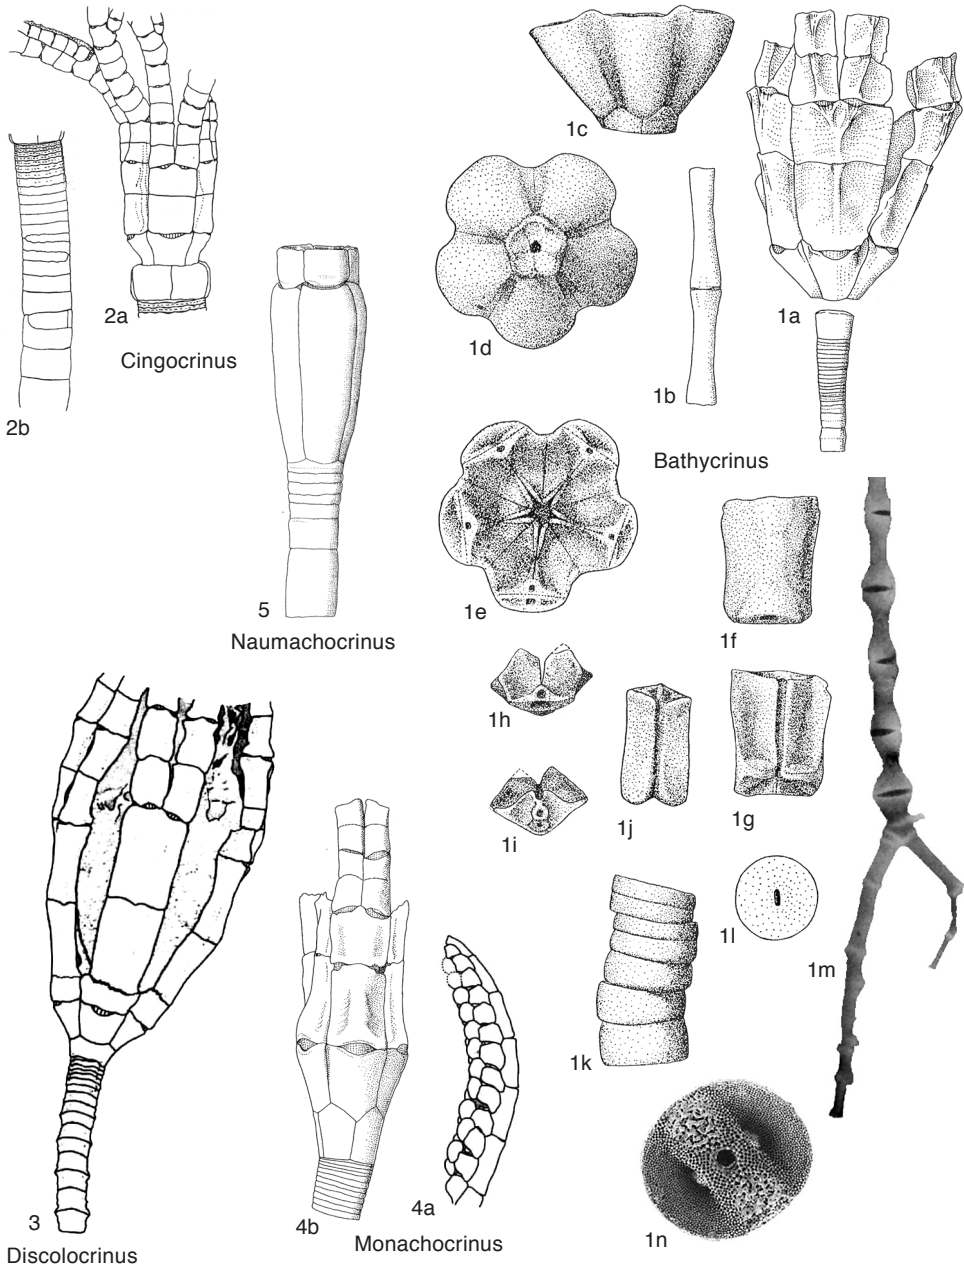 1c
1a
2a
Cingocrinus
2b
1d
1b
Bathycrinus
5
Naumachocrinus
1e
1f
1h
1i
1j
1g
1l
1m
1k
3
Discolocrinus
4b
4a
Monachocrinus
1n